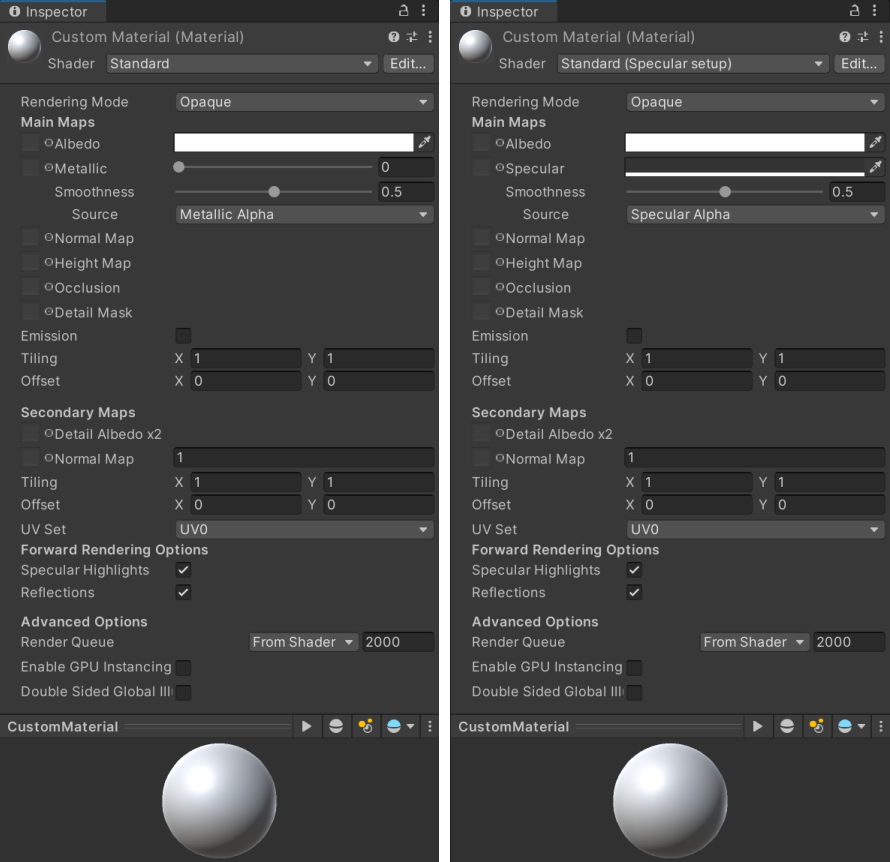 Inspector
Custom Material (Material)
Shader Standard Edit...
Rendering Mode Opaque
Main Maps
Albedo
Metallic 0
Smoothness 0.5
Source Metallic Alpha
Normal Map
Height Map
Occlusion
Detail Mask
Emission
Tiling X 1 Y 1
Offset X 0 Y 0
Secondary Maps
Detail Albedo x2
Normal Map 1
Tiling X 1 Y 1
Offset X 0 Y 0
UV Set UV0
Forward Rendering Options
Specular Highlights
Reflections
Advanced Options
Render Queue From Shader 2000
Enable GPU Instancing
Double Sided Global Ill
CustomMaterial
Inspector
Custom Material (Material)
Shader Standard (Specular setup) Edit...
Rendering Mode Opaque
Main Maps
Albedo
Specular
Smoothness 0.5
Source Specular Alpha
Normal Map
Height Map
Occlusion
Detail Mask
Emission
Tiling X 1 Y 1
Offset X 0 Y 0
Secondary Maps
Detail Albedo x2
Normal Map 1
Tiling X 1 Y 1
Offset X 0 Y 0
UV Set UV0
Forward Rendering Options
Specular Highlights
Reflections
Advanced Options
Render Queue From Shader 2000
Enable GPU Instancing
Double Sided Global Ill
CustomMaterial